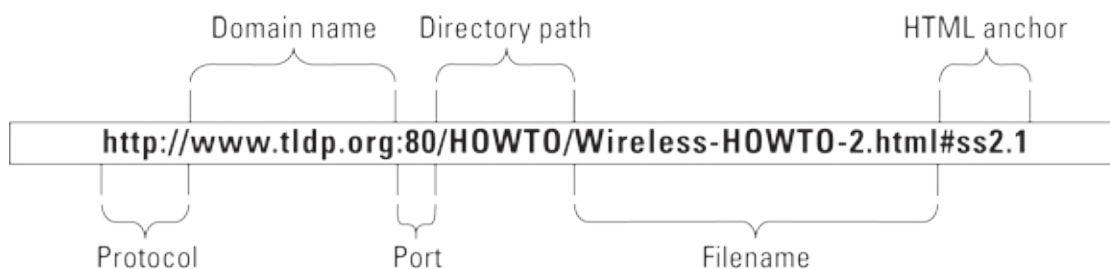 Domain name Directory path HTML anchor
http://www.tldp.org:80/HOWTO/Wireless-HOWTO-2.html#ss2.1
Protocol Port Filename